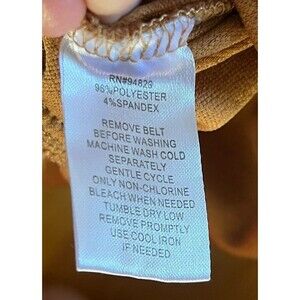 RN#94829
96%POLYESTER
4%SPANDEX
REMOVE BELT
BEFORE WASHING
MACHINE WASH COLD
SEPARATELY
GENTLE CYCLE
ONLY NON-CHLORINE
BLEACH WHEN NEEDED
TUMBLE DRY LOW
REMOVE PROMPTLY
USE COOL IRON
IF NEEDED